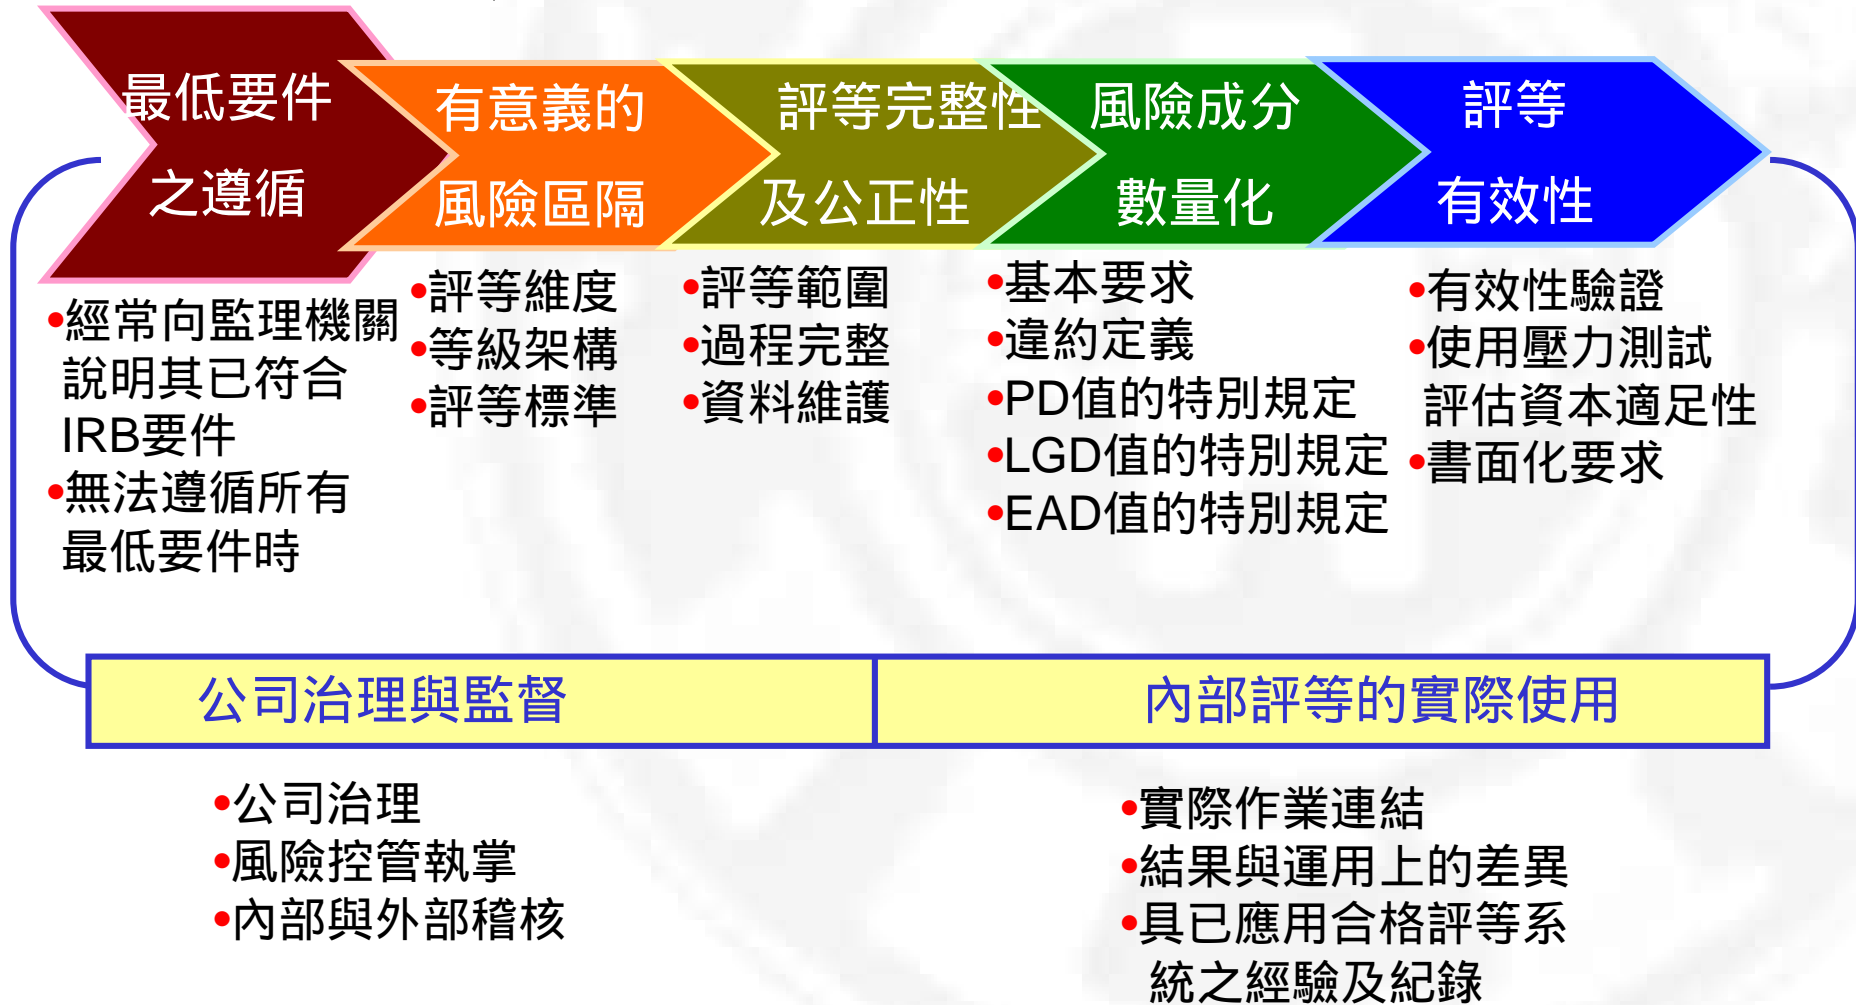 最低要件
之遵循
有意義的
風險區隔
評等完整性
及公正性
風險成分
數量化
評等
有效性
•經常向監理機關
說明其已符合
IRB要件
•無法遵循所有
最低要件時
•評等維度
•等級架構
•評等標準
•評等範圍
•過程完整
•資料維護
•基本要求
•違約定義
•PD值的特別規定
•LGD值的特別規定
•EAD值的特別規定
•有效性驗證
•使用壓力測試
評估資本適足性
•書面化要求
公司治理與監督
內部評等的實際使用
•公司治理
•風險控管執掌
•內部與外部稽核
•實際作業連結
•結果與運用上的差異
•具已應用合格評等系
統之經驗及紀錄